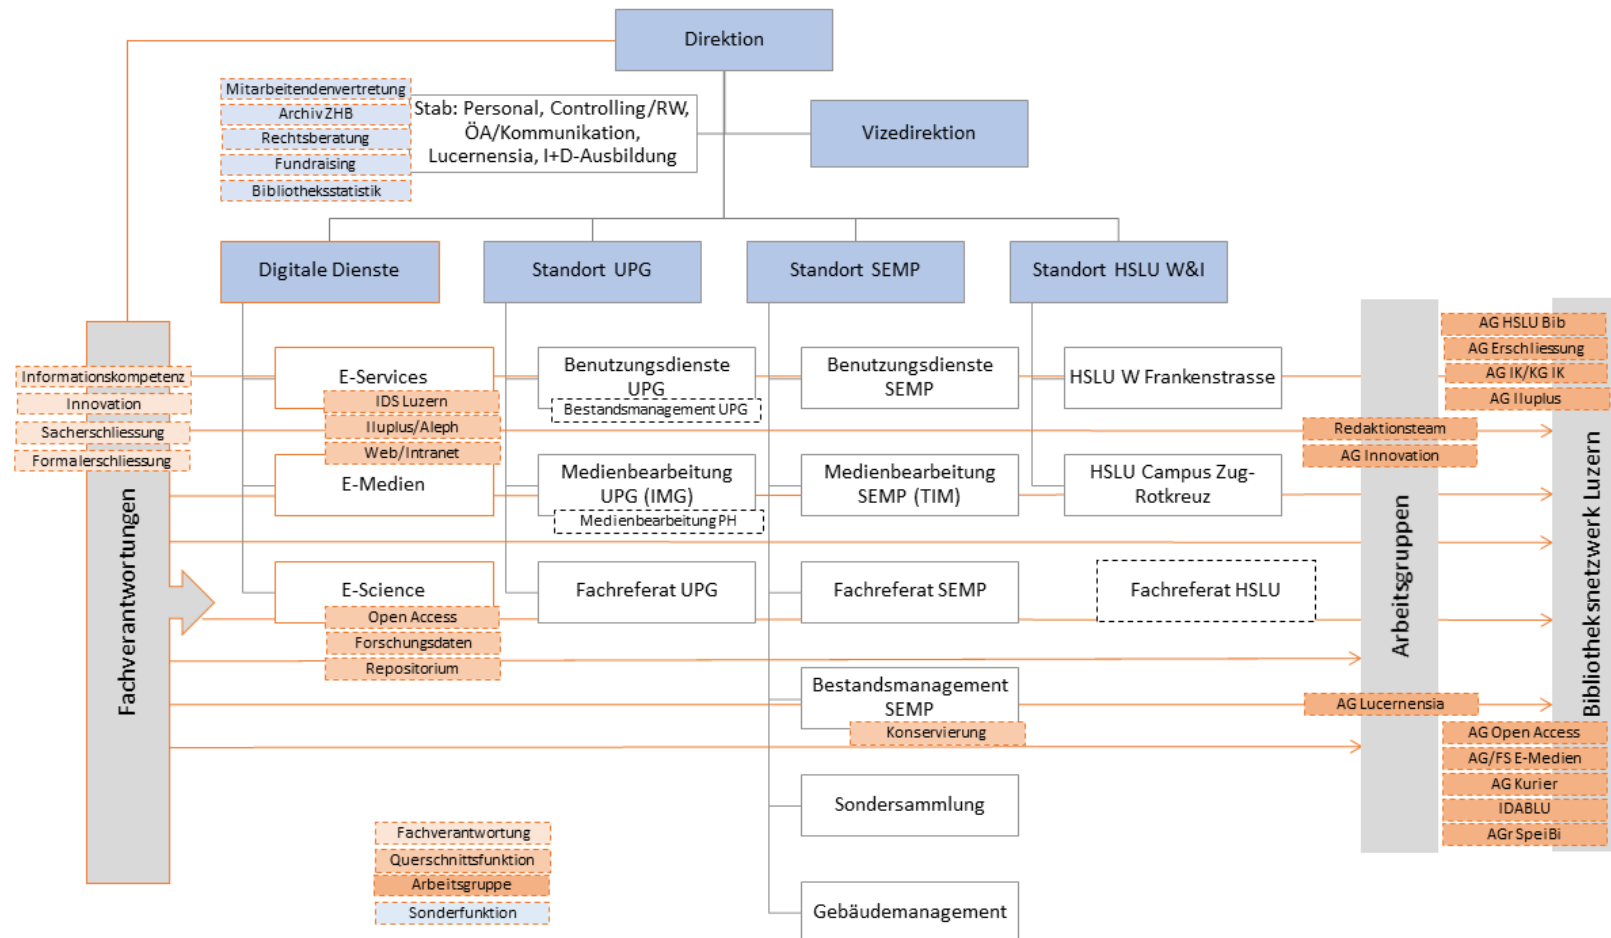 Direktion
Mitarbeitendenvertretung
Archiv ZHB
Rechtsberatung
Fundraising
Bibliotheksstatistik
Stab: Personal, Controlling/RW,
ÖA/Kommunikation,
Lucernensia, I+D-Ausbildung
Vizedirektion
Digitale Dienste
Standort UPG
Standort SEMP
Standort HSLU W&I
Fachverantwortungen
Informationskompetenz
Innovation
Sacherschliessung
Formalerschliessung
E-Services
IDS Luzern
Iluplus/Aleph
Web/Intranet
E-Medien
E-Science
Open Access
Forschungsdaten
Repositorium
Benutzungsdienste
UPG
Bestandsmanagement UPG
Medienbearbeitung
UPG (IMG)
Medienbearbeitung PH
Fachreferat UPG
Benutzungsdienste
SEMP
Medienbearbeitung
SEMP (TIM)
Fachreferat SEMP
Bestandsmanagement
SEMP
Konservierung
Sondersammlung
Gebäudemanagement
HSLU W Frankenstrasse
HSLU Campus Zug-
Rotkreuz
Fachreferat HSLU
Arbeitsgruppen
Redaktionsteam
AG Innovation
AG Lucernensia
Bibliotheksnetzwerk Luzern
AG HSLU Bib
AG Erschliessung
AG IK/KG IK
AG Iluplus
AG Open Access
AG/FS E-Medien
AG Kurier
IDABLU
AGr SpeiBi
Fachverantwortung
Querschnittsfunktion
Arbeitsgruppe
Sonderfunktion